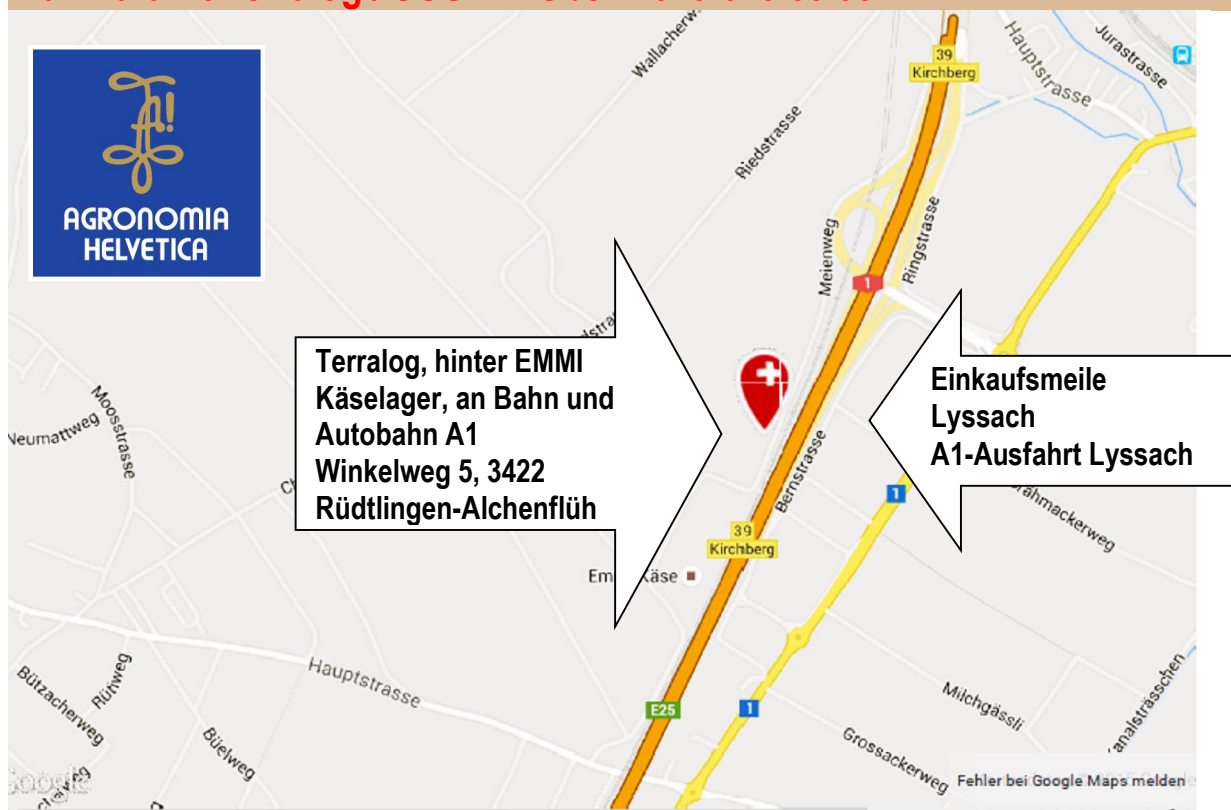 39
Kirchberg
Hauptstrasse
Jurastrasse
Riedstrasse
AGRONOMIA
HELVETICA
Meienweg
Ringstrasse
1
Terralog, hinter EMMI
Käselager, an Bahn und
Autobahn A1
Winkelweg 5, 3422
Rüdtlingen-Alchenflüh
Einkaufsmeile
Lyssach
A1-Ausfahrt Lyssach
Moosstrasse
Neumattweg
Bernstrasse
1
39
Kirchberg
Käse
Hauptstrasse
Bützacherweg
Rütiweg
Büelweg
E25
1
Milchgässli
Grossackerweg
Google
Fehler bei Google Maps melden